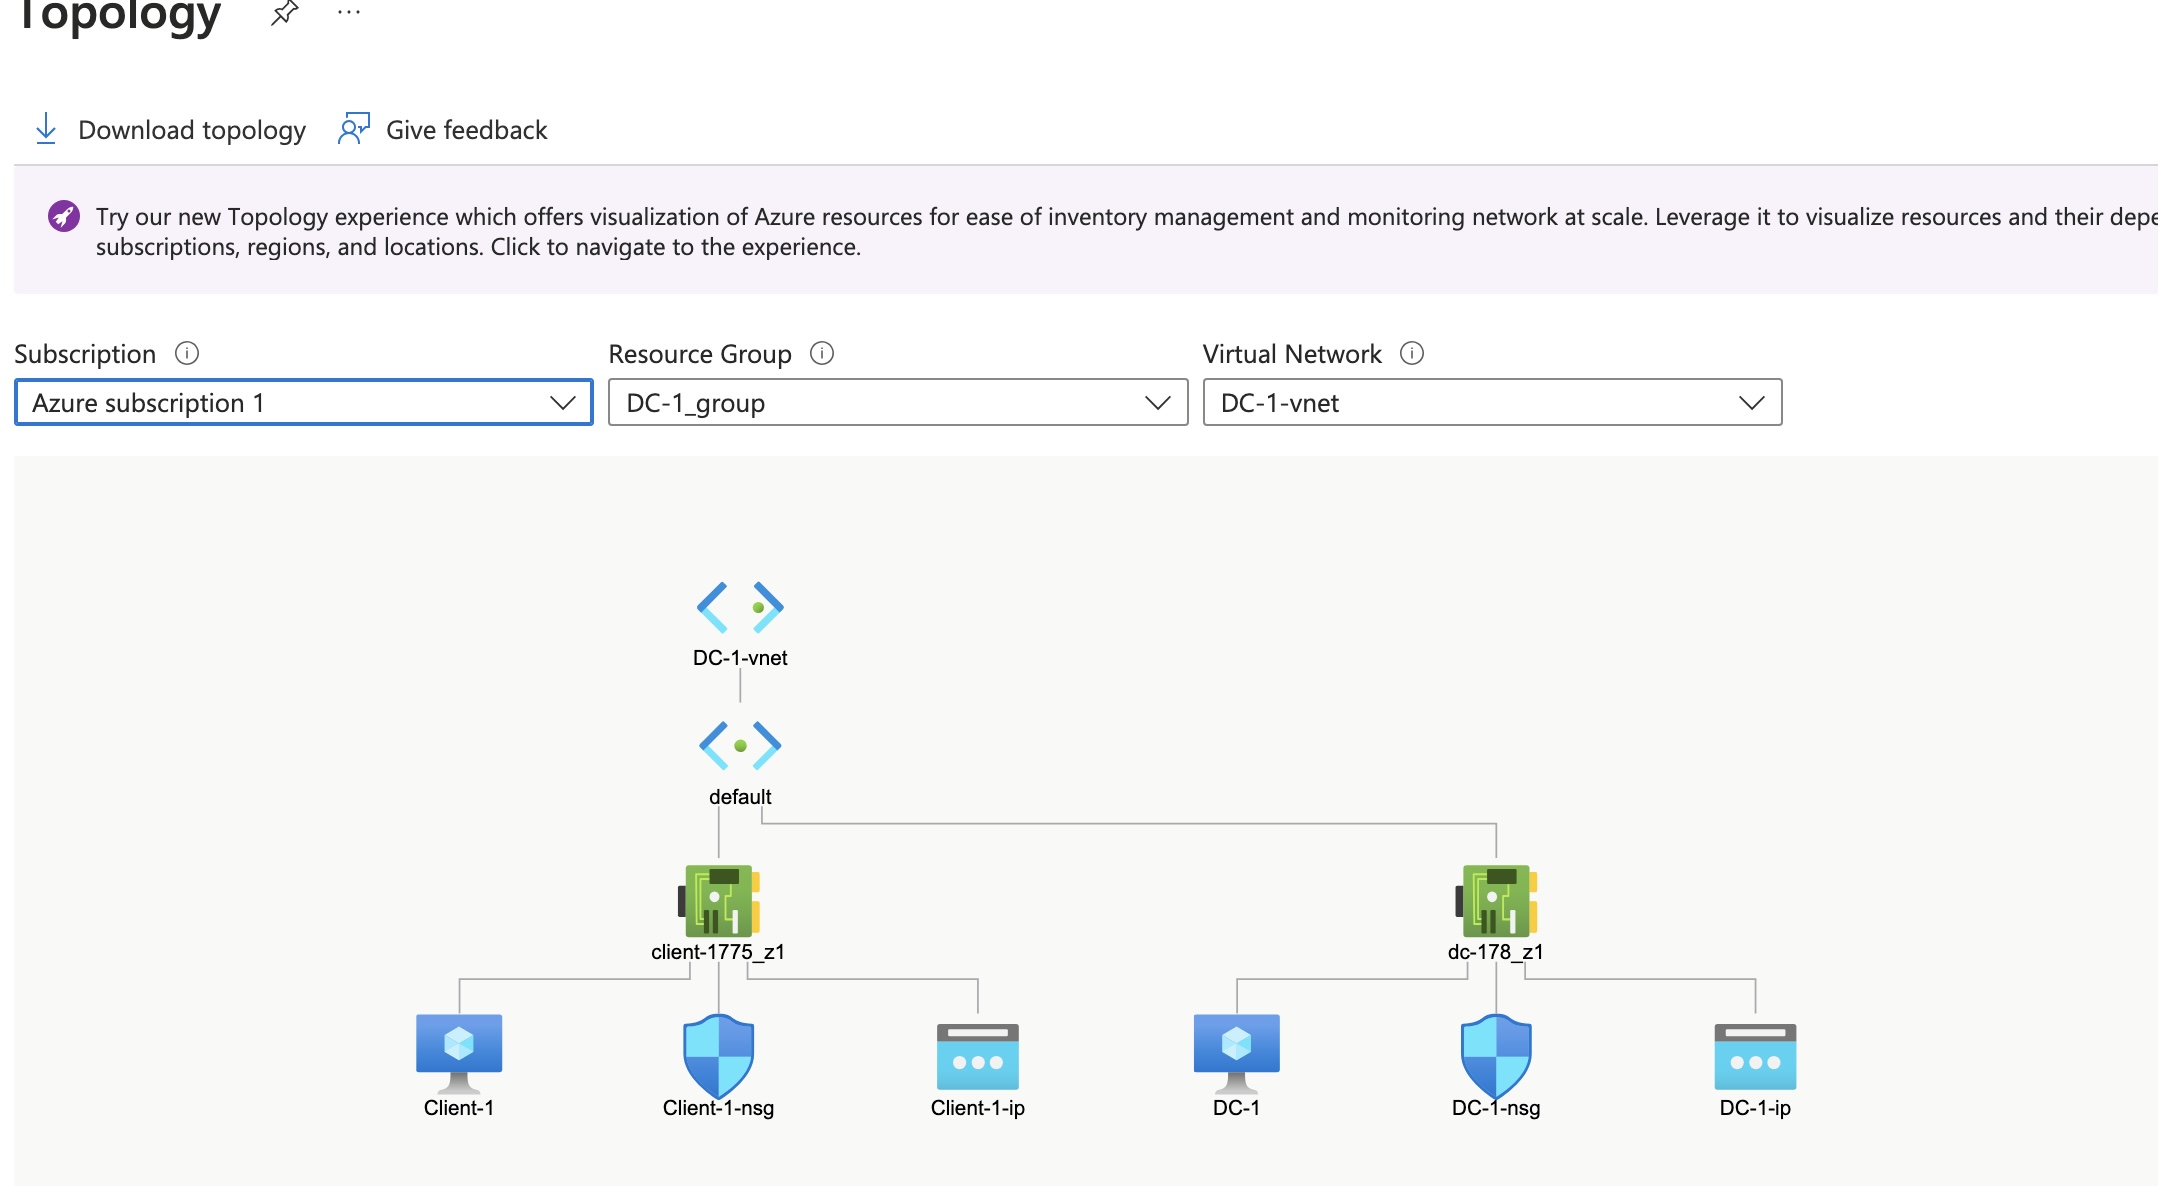 Topology
Download topology
Give feedback
Try our new Topology experience which offers visualization of Azure resources for ease of inventory management and monitoring network at scale. Leverage it to visualize resources and their depe
subscriptions, regions, and locations. Click to navigate to the experience.
Subscription
Resource Group
Virtual Network
Azure subscription 1
DC-1_group
DC-1-vnet
DC-1-vnet
default
client-1775_z1
dc-178_z1
Client-1
Client-1-nsg
Client-1-ip
DC-1
DC-1-nsg
DC-1-ip